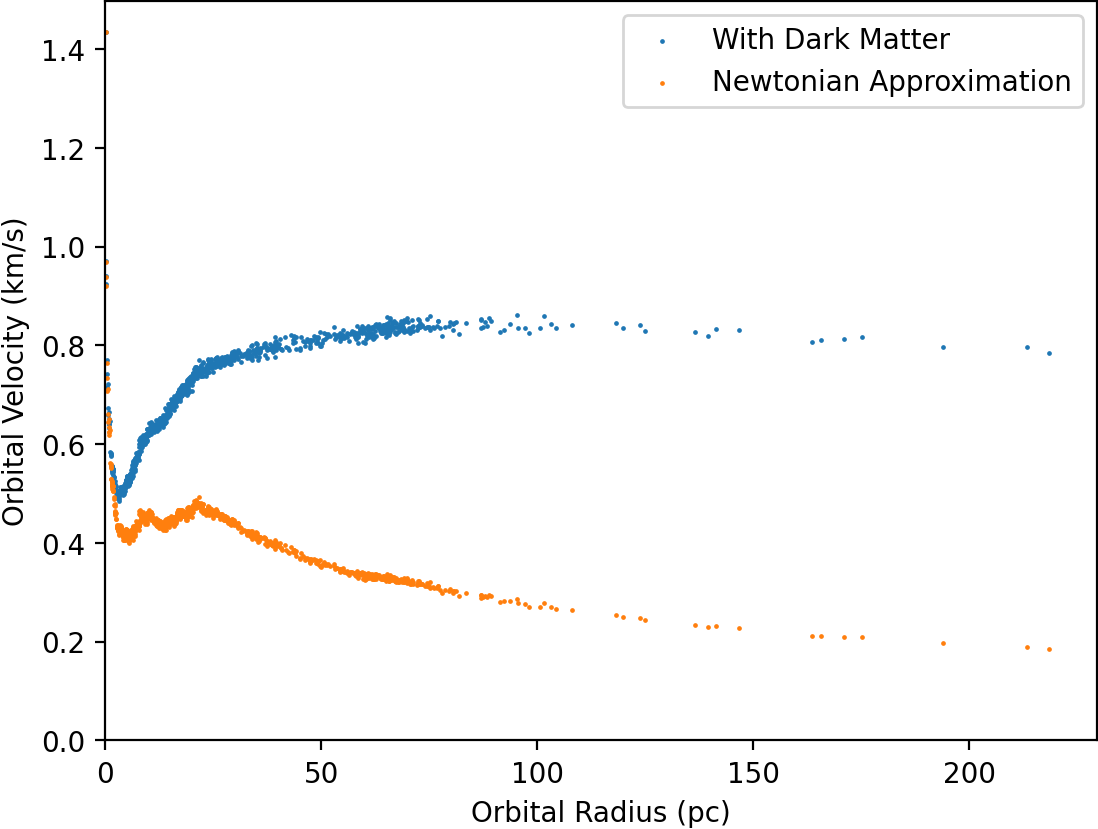 With Dark Matter
Newtonian Approximation
1.4
1.2
1.0
0.8
0.6
0.4
0.2
0.0
Orbital Velocity (km/s)
0 50 100 150 200
Orbital Radius (pc)